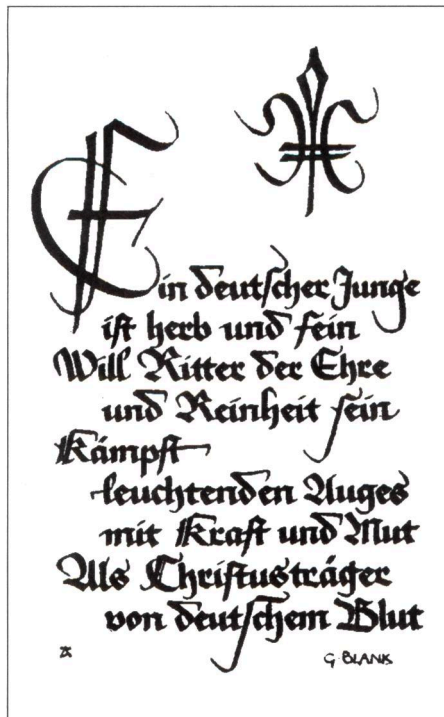 Ein deutscher Junge
ist herb und fein
Will Ritter der Ehre
und Reinheit sein
Kämpft
leuchtenden Auges
mit Kraft und Mut
Als Christusträger
von deutschem Blut
G. BLANK